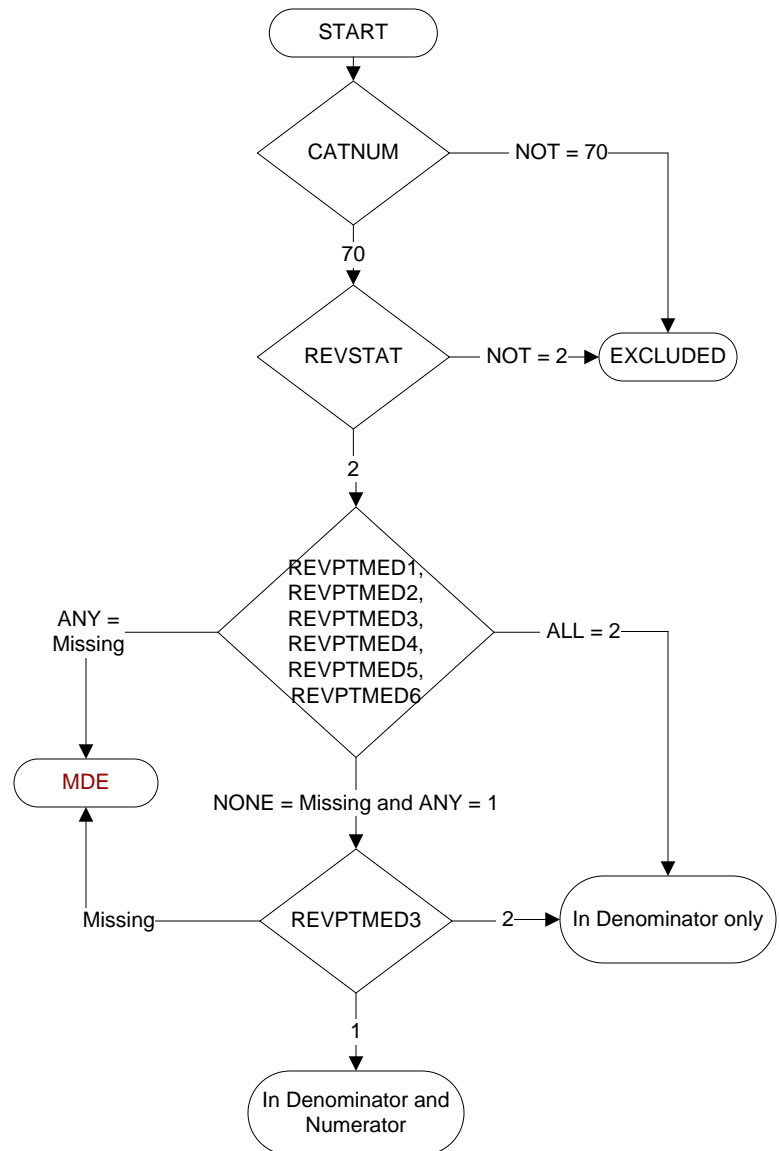 START
CATNUM
NOT = 70
70
REVSTAT
NOT = 2
EXCLUDED
2
REVPTMED1,
REVPTMED2,
REVPTMED3,
REVPTMED4,
REVPTMED5,
REVPTMED6
ANY =
Missing
ALL = 2
MDE
NONE = Missing and ANY = 1
Missing
REVPTMED3
2
In Denominator only
1
In Denominator and
Numerator